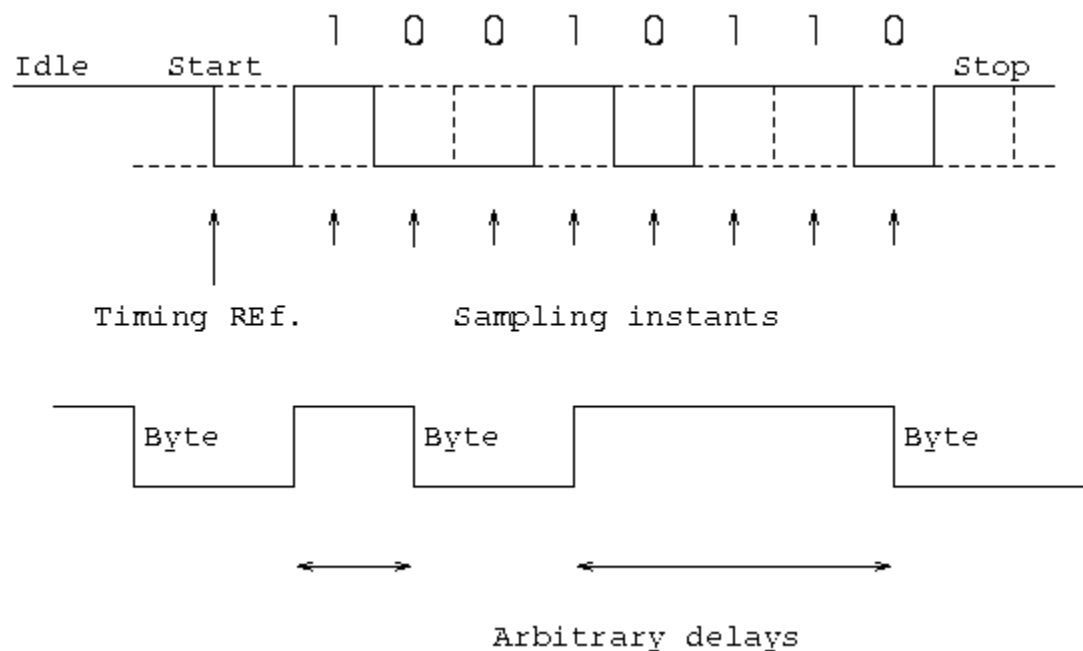 1 0 0 1 0 1 1 0
Idle Start Stop
Timing REf. Sampling instants
Byte Byte Byte
Arbitrary delays